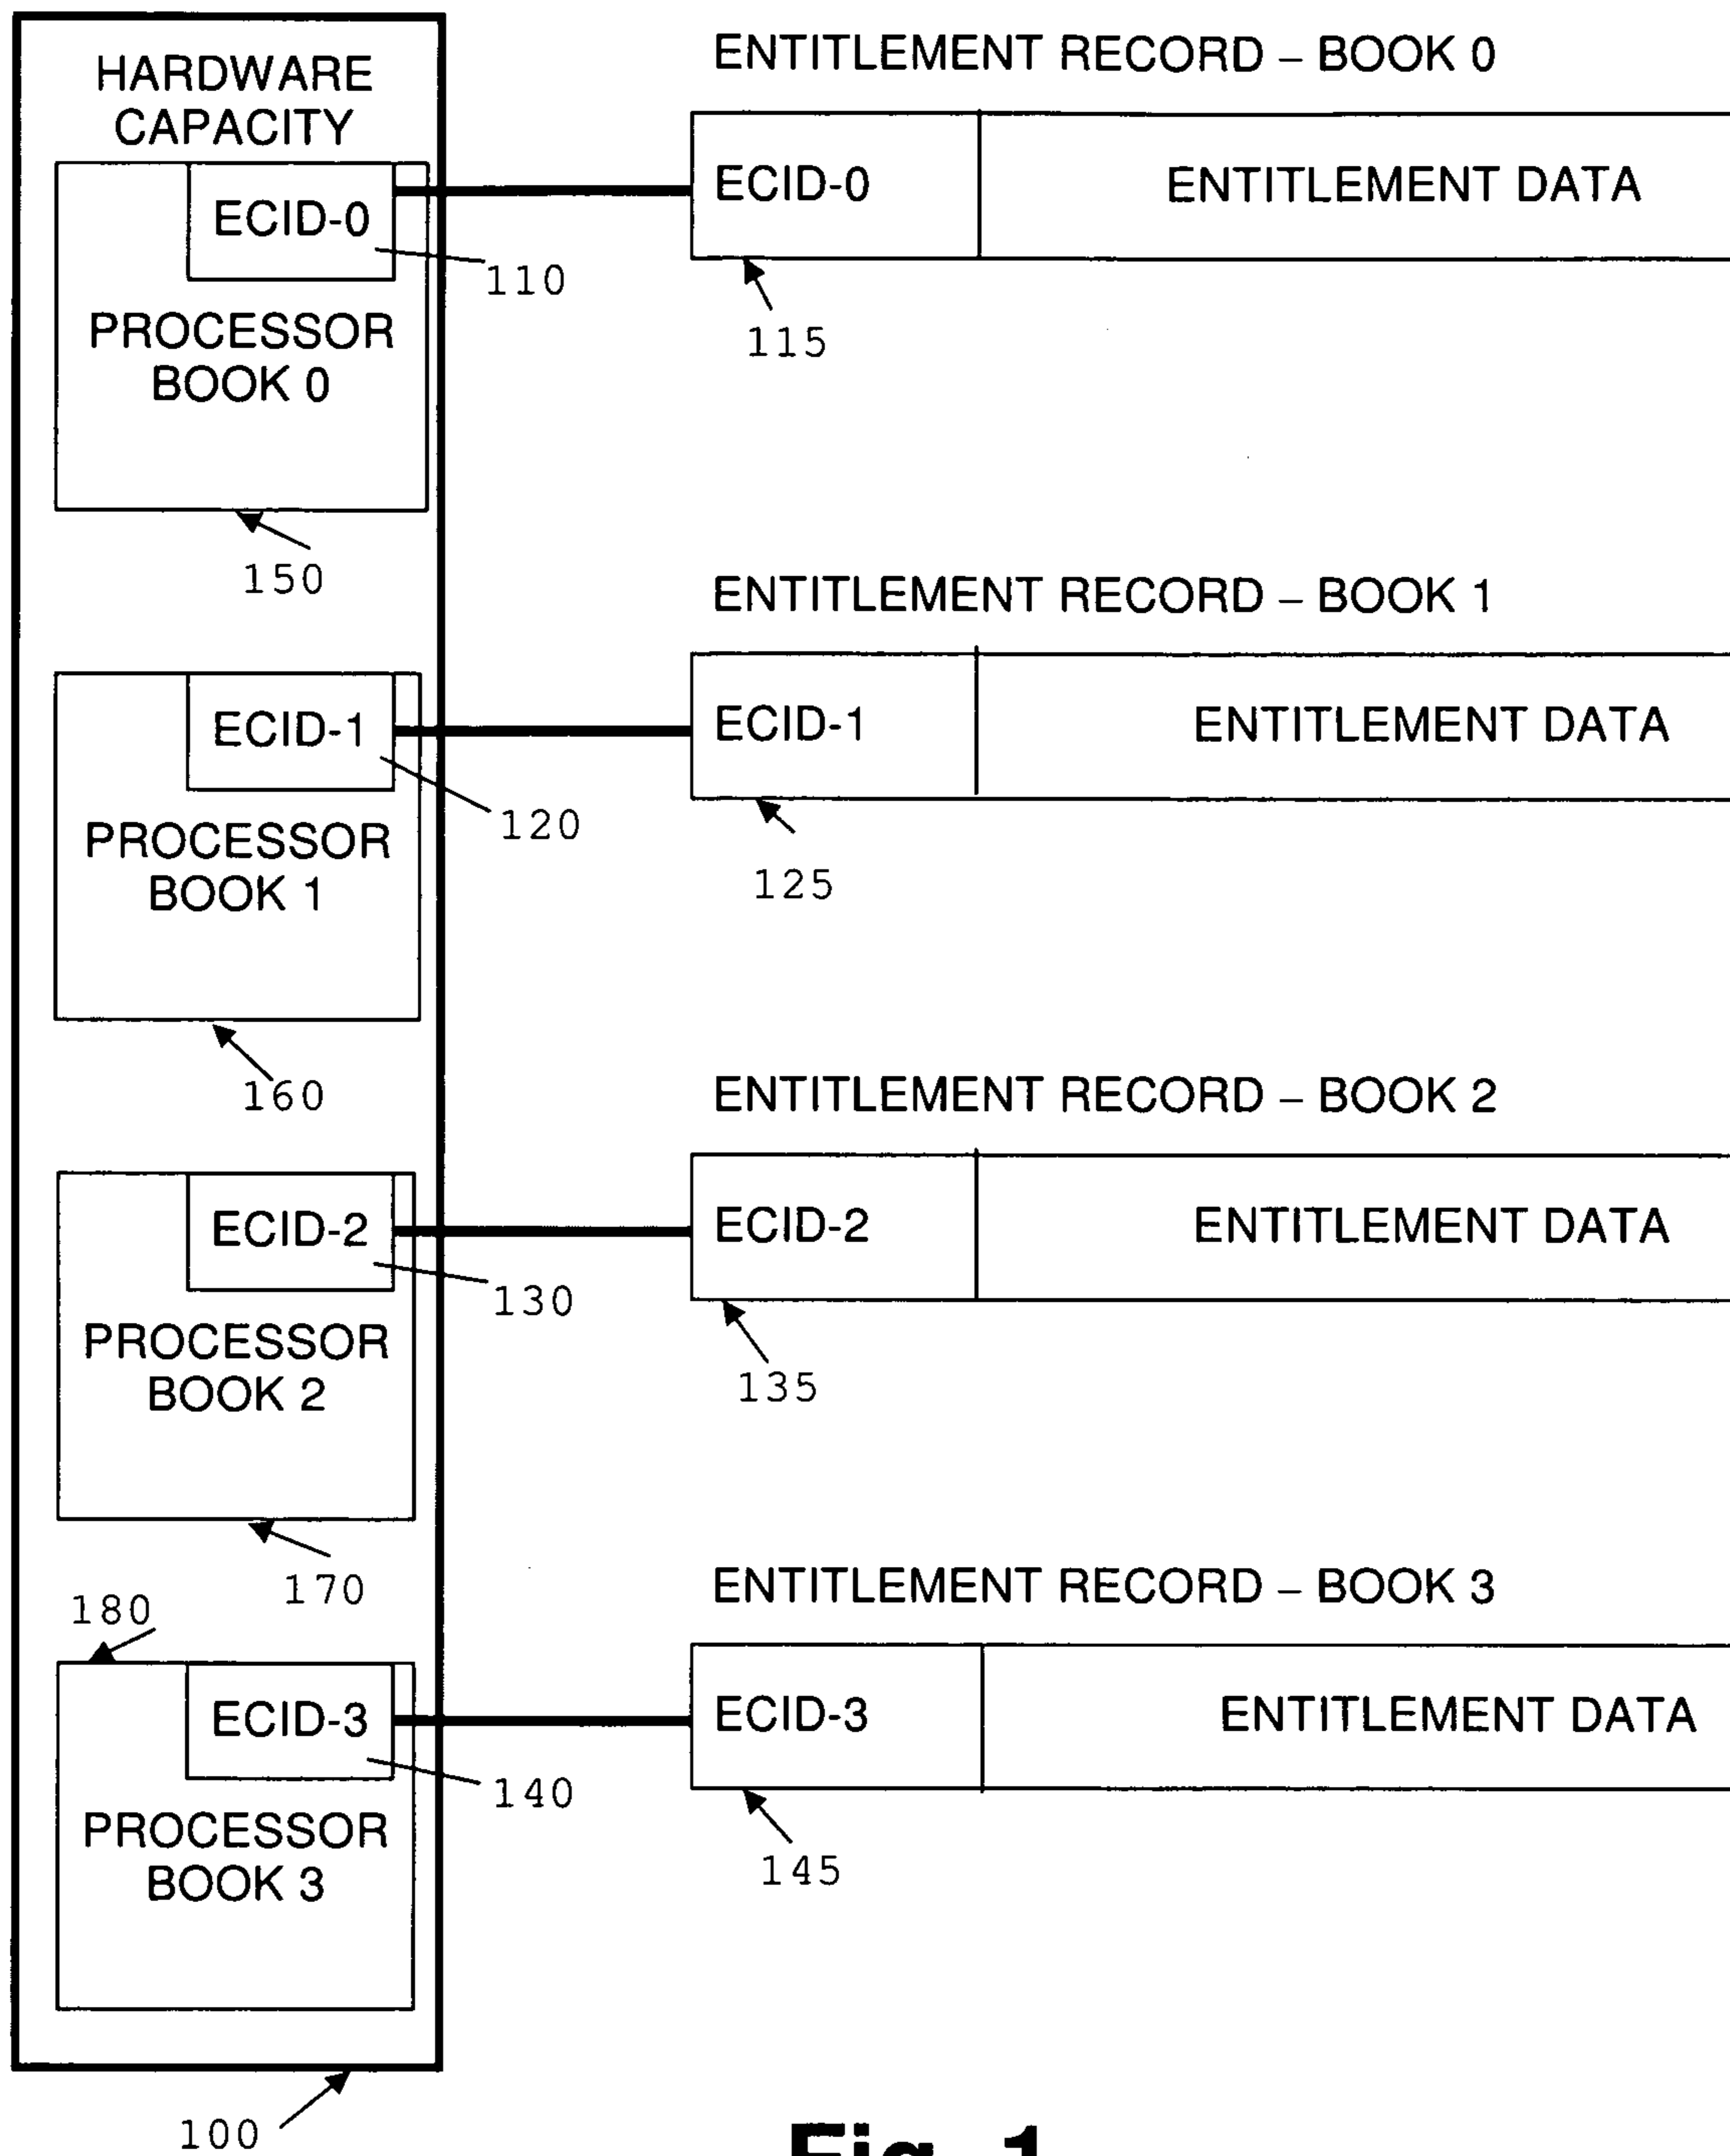 HARDWARE
CAPACITY
ECID-0
110
PROCESSOR
BOOK 0
150
ENTITLEMENT RECORD – BOOK 0
ECID-0 ENTITLEMENT DATA
115
ECID-1
120
PROCESSOR
BOOK 1
160
ENTITLEMENT RECORD – BOOK 1
ECID-1 ENTITLEMENT DATA
125
ECID-2
130
PROCESSOR
BOOK 2
170
ENTITLEMENT RECORD – BOOK 2
ECID-2 ENTITLEMENT DATA
135
180
ECID-3
140
PROCESSOR
BOOK 3
ENTITLEMENT RECORD – BOOK 3
ECID-3 ENTITLEMENT DATA
145
100
Fig. 1